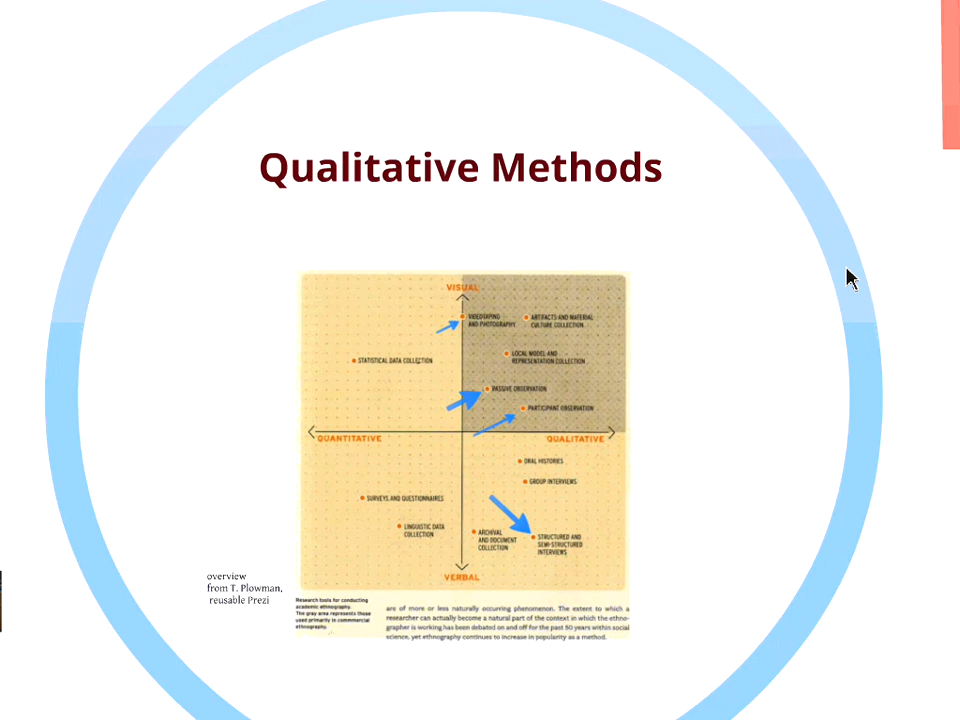 Qualitative Methods
VISUAL
VIDEOTAPING
AND PHOTOGRAPHY
ARTIFACTS AND MATERIAL
CULTURE COLLECTION
LOCAL MODEL AND
REPRESENTATION COLLECTION
STATISTICAL DATA COLLECTION
PASSIVE OBSERVATION
PARTICIPANT OBSERVATION
QUANTITATIVE
QUALITATIVE
ORAL HISTORIES
GROUP INTERVIEWS
SURVEYS AND QUESTIONNAIRES
LINGUISTIC DATA
COLLECTION
ARCHIVAL
AND DOCUMENT
COLLECTION
STRUCTURED AND
SEMI-STRUCTURED
INTERVIEWS
VERBAL
overview
from T. Plowman,
reusable Prezi
Research tools for conducting
academic ethnography.
The gray area represents those
used primarily in commmercial
ethnography.
are of more or less naturally occurring phenomenon. The extent to which a
researcher can actually become a natural part of the context in which the ethno-
grapher is working has been debated on and off for the past 50 years within social
science, yet ethnography continues to increase in popularity as a method.